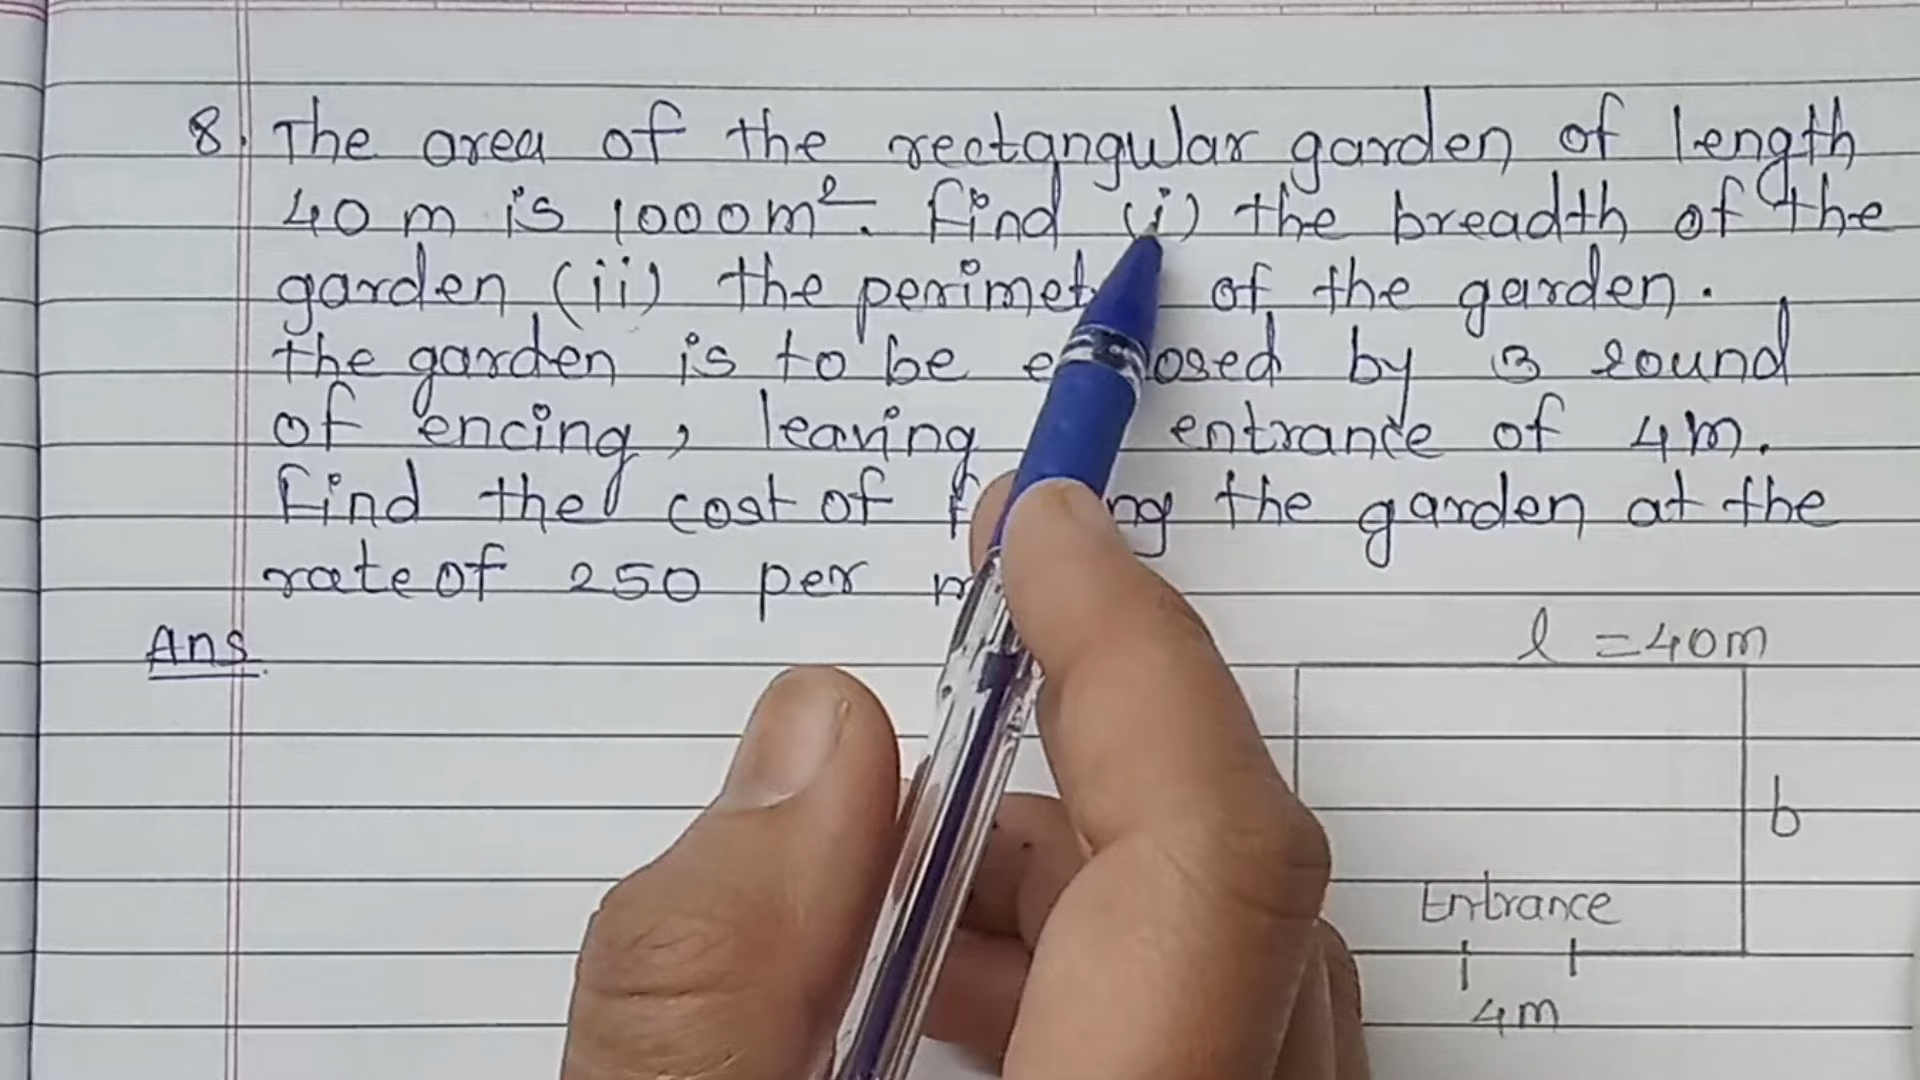 8. The area of the rectangular garden of length
40 m is 1000m². Find (i) the breadth of the
garden (ii) the of the garden.
the garden is to be by 3 round
of encing, leaving entrance of 4m.
Find the cost of the garden at the
rate of 250 per
Ans.
l = 40m
b
Entrance
4m